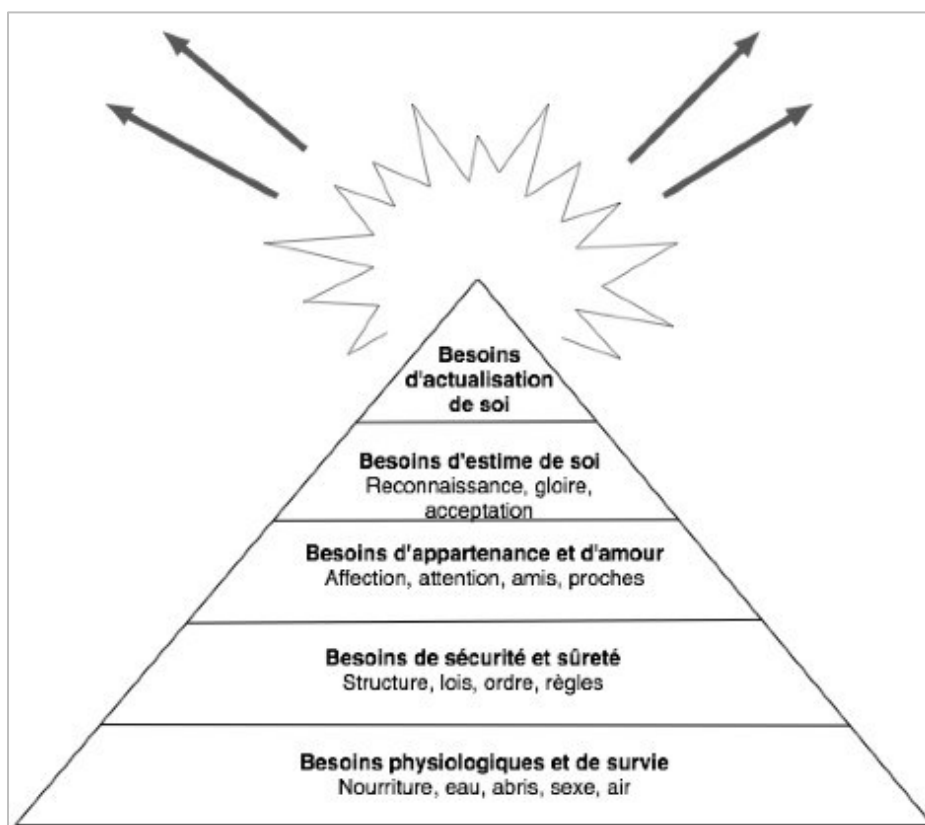 Besoins
d'actualisation
de soi
Besoins d'estime de soi
Reconnaissance, gloire,
acceptation
Besoins d'appartenance et d'amour
Affection, attention, amis, proches
Besoins de sécurité et sûreté
Structure, lois, ordre, règles
Besoins physiologiques et de survie
Nourriture, eau, abris, sexe, air